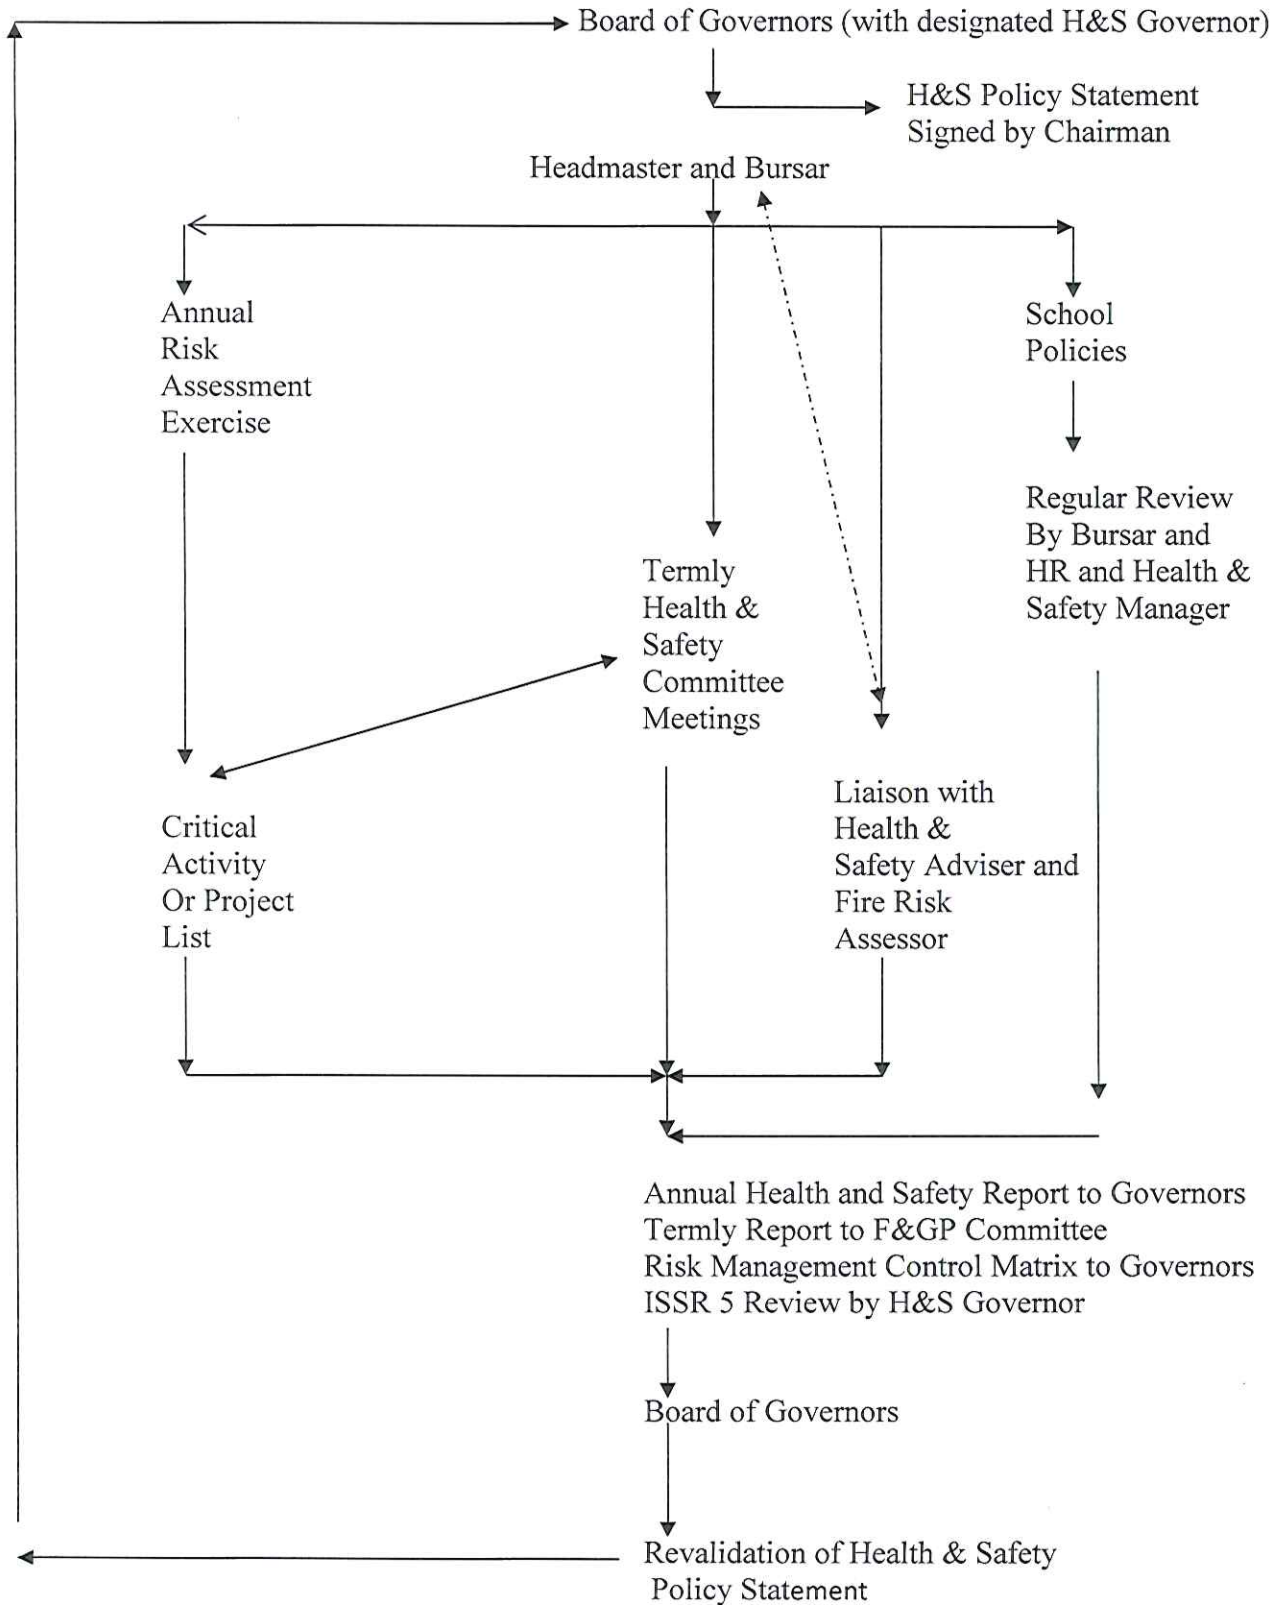 Board of Governors (with designated H&S Governor)
H&S Policy Statement
Signed by Chairman
Headmaster and Bursar
Annual
Risk
Assessment
Exercise
School
Policies
Regular Review
By Bursar and
HR and Health &
Safety Manager
Termly
Health &
Safety
Committee
Meetings
Liaison with
Health &
Safety Adviser and
Fire Risk
Assessor
Critical
Activity
Or Project
List
Annual Health and Safety Report to Governors
Termly Report to F&GP Committee
Risk Management Control Matrix to Governors
ISSR 5 Review by H&S Governor
Board of Governors
Revalidation of Health & Safety
Policy Statement